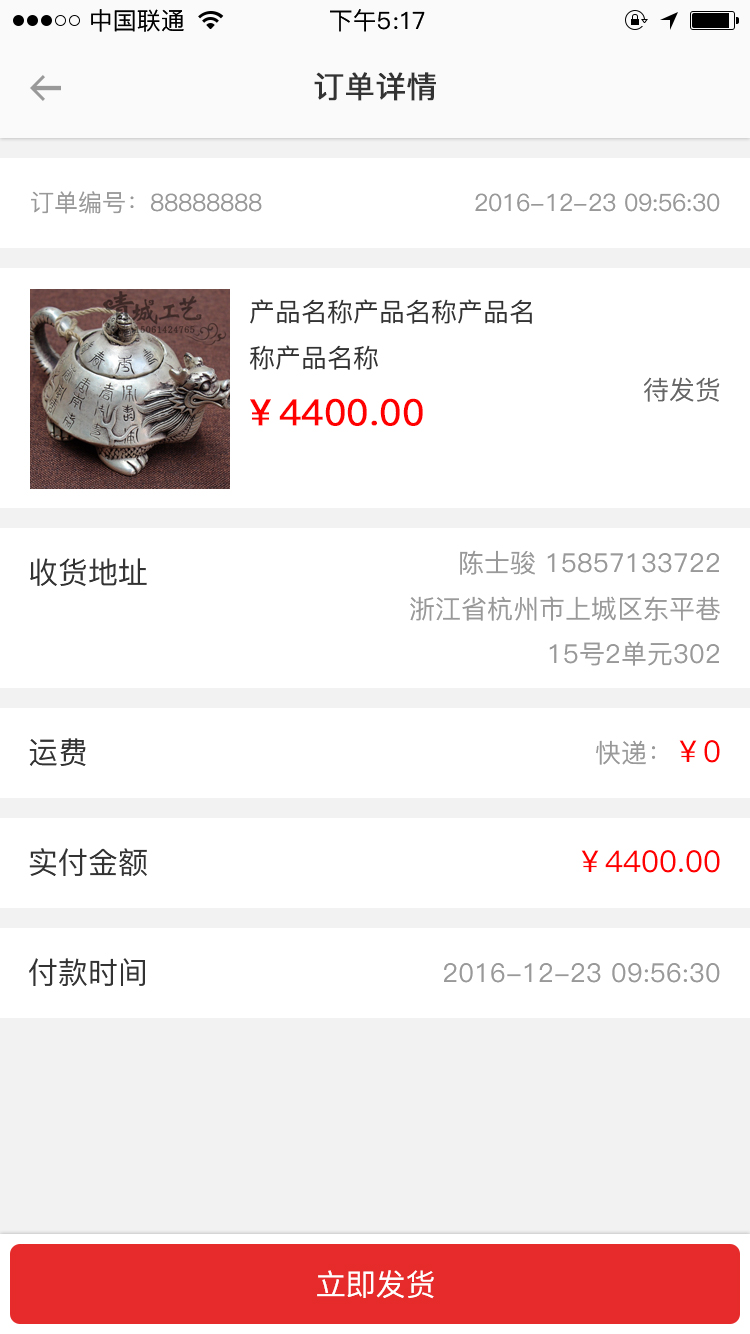 中国联通
下午5:17
订单详情
订单编号：88888888
2016-12-23 09:56:30
晴城工艺
产品名称产品名称产品名
称产品名称
¥4400.00
待发货
收货地址
陈士骏 15857133722
浙江省杭州市上城区东平巷
15号2单元302
运费
快递：¥0
实付金额
¥4400.00
付款时间
2016-12-23 09:56:30
立即发货